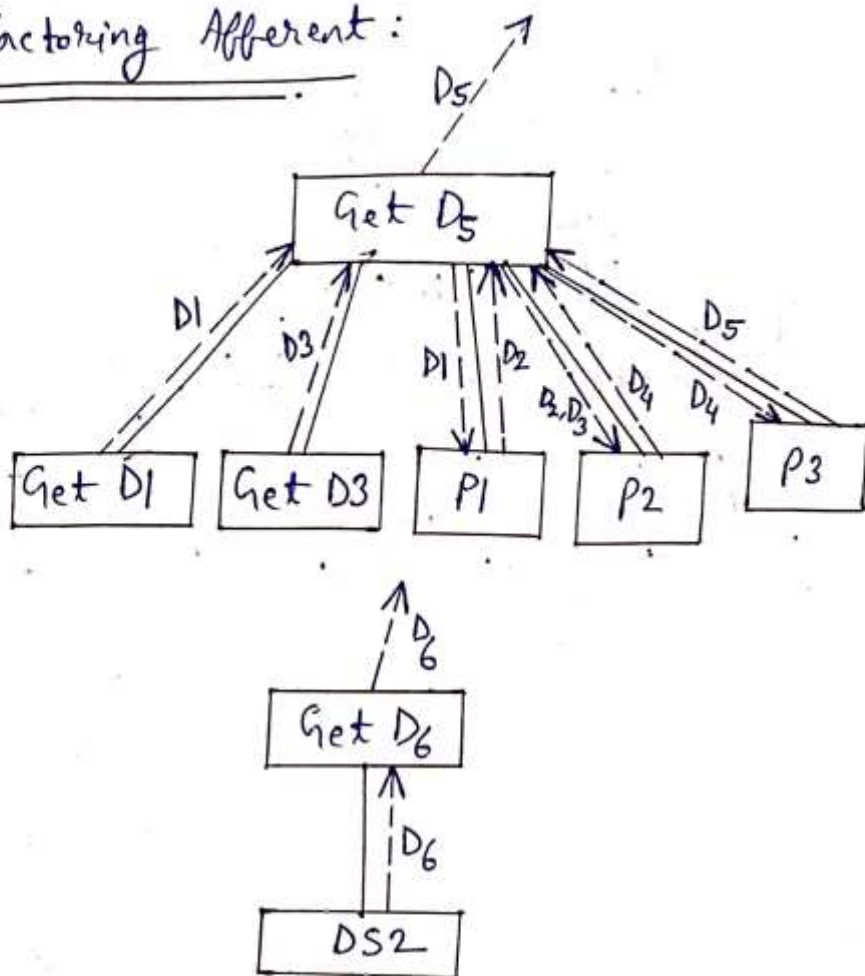 actoring Afferent:
D5
Get D5
D1
D3
D1
D2
D2,D3
D4
D4
D5
Get D1
Get D3
P1
P2
P3
D6
Get D6
D6
DS2